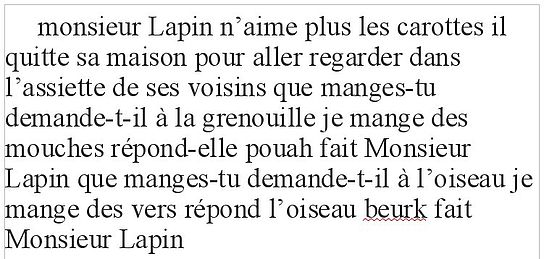 monsieur Lapin n’aime plus les carottes il
quitte sa maison pour aller regarder dans
l’assiette de ses voisins que manges-tu
demande-t-il à la grenouille je mange des
mouches répond-elle pouah fait Monsieur
Lapin que manges-tu demande-t-il à l’oiseau je
mange des vers répond l’oiseau beurk fait
Monsieur Lapin